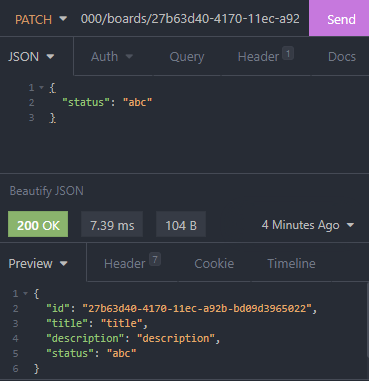 PATCH 000/boards/27b63d40-4170-11ec-a92 Send
JSON Auth Query Header 1 Docs
1 {
2 "status": "abc"
3 }
Beautify JSON
200 OK 7.39 ms 104 B 4 Minutes Ago
Preview Header 7 Cookie Timeline
1 {
2 "id": "27b63d40-4170-11ec-a92b-bd09d3965022",
3 "title": "title",
4 "description": "description",
5 "status": "abc"
6 }